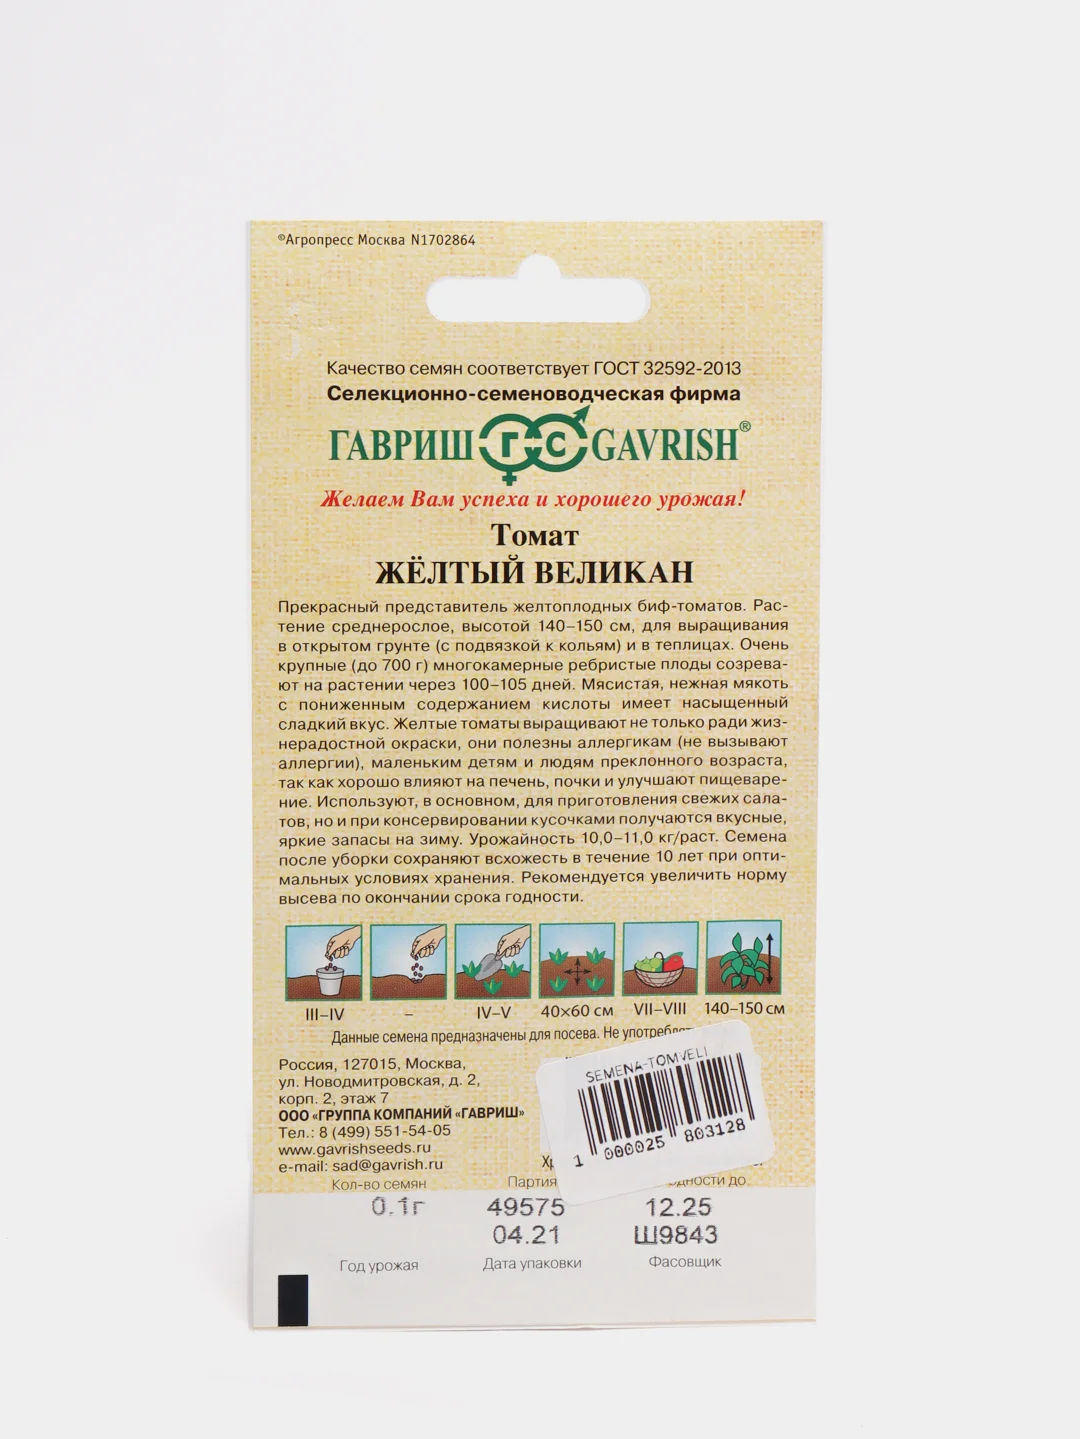 ©Агропресс Москва N1702864
Качество семян соответствует ГОСТ 32592-2013
Селекционно-семеноводческая фирма
ГАВРИШ ГС GAVRISH®
Желаем Вам успеха и хорошего урожая!
Томат
ЖЁЛТЫЙ ВЕЛИКАН
Прекрасный представитель желтоплодных биф-томатов. Рас-
тение среднерослое, высотой 140–150 см, для выращивания
в открытом грунте (с подвязкой к кольям) и в теплицах. Очень
крупные (до 700 г) многокамерные ребристые плоды созрева-
ют на растении через 100–105 дней. Мясистая, нежная мякоть
с пониженным содержанием кислоты имеет насыщенный
сладкий вкус. Желтые томаты выращивают не только ради жиз-
нерадостной окраски, они полезны аллергикам (не вызывают
аллергии), маленьким детям и людям преклонного возраста,
так как хорошо влияют на печень, почки и улучшают пищеваре-
ние. Используют, в основном, для приготовления свежих сала-
тов, но и при консервировании кусочками получаются вкусные,
яркие запасы на зиму. Урожайность 10,0–11,0 кг/раст. Семена
после уборки сохраняют всхожесть в течение 10 лет при опти-
мальных условиях хранения. Рекомендуется увеличить норму
высева по окончании срока годности.
III–IV – IV–V 40×60 см VII–VIII 140–150 см
Данные семена предназначены для посева. Не
Россия, 127015, Москва,
ул. Новодмитровская, д. 2,
корп. 2, этаж 7
ООО «ГРУППА КОМПАНИЙ «ГАВРИШ»
Тел.: 8 (499) 551-54-05
www.gavrishseeds.ru
e-mail: sad@gavrish.ru
SEMENA-TOMVELI
1 000025 803128
Кол-во семян Партия до
0.1г 49575 12.25
04.21 Ш9843
Год урожая Дата упаковки Фасовщик